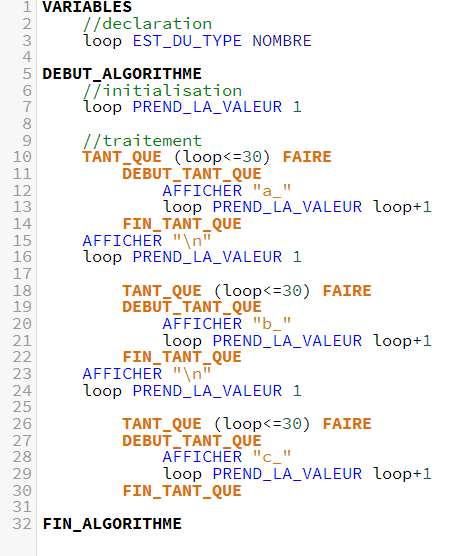 1 VARIABLES
2 //declaration
3 loop EST_DU_TYPE NOMBRE
4
5 DEBUT_ALGORITHME
6 //initialisation
7 loop PREND_LA_VALEUR 1
8
9 //traitement
10 TANT_QUE (loop<=30) FAIRE
11 DEBUT_TANT_QUE
12 AFFICHER "a_"
13 loop PREND_LA_VALEUR loop+1
14 FIN_TANT_QUE
15 AFFICHER "\n"
16 loop PREND_LA_VALEUR 1
17
18 TANT_QUE (loop<=30) FAIRE
19 DEBUT_TANT_QUE
20 AFFICHER "b_"
21 loop PREND_LA_VALEUR loop+1
22 FIN_TANT_QUE
23 AFFICHER "\n"
24 loop PREND_LA_VALEUR 1
25
26 TANT_QUE (loop<=30) FAIRE
27 DEBUT_TANT_QUE
28 AFFICHER "c_"
29 loop PREND_LA_VALEUR loop+1
30 FIN_TANT_QUE
31
32 FIN_ALGORITHME